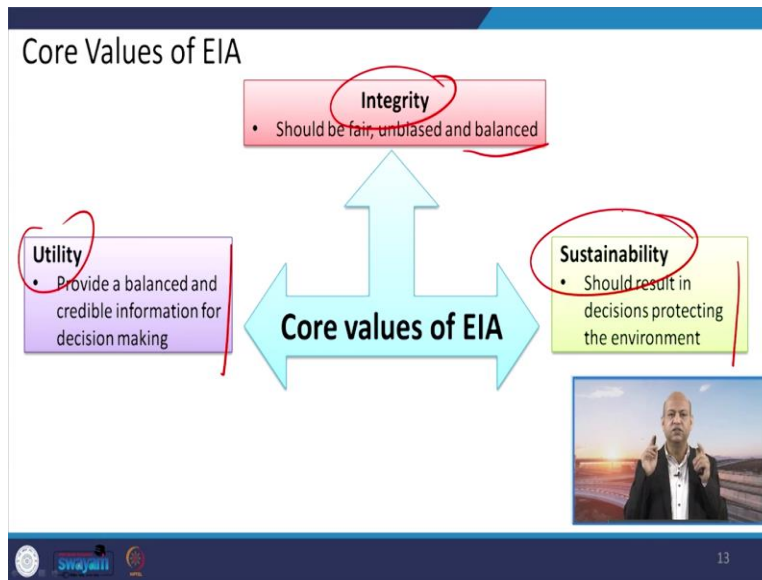 Core Values of EIA
Integrity
• Should be fair, unbiased and balanced
Utility
• Provide a balanced and
credible information for
decision making
Sustainability
• Should result in
decisions protecting
the environment
Core values of EIA
swayam
13